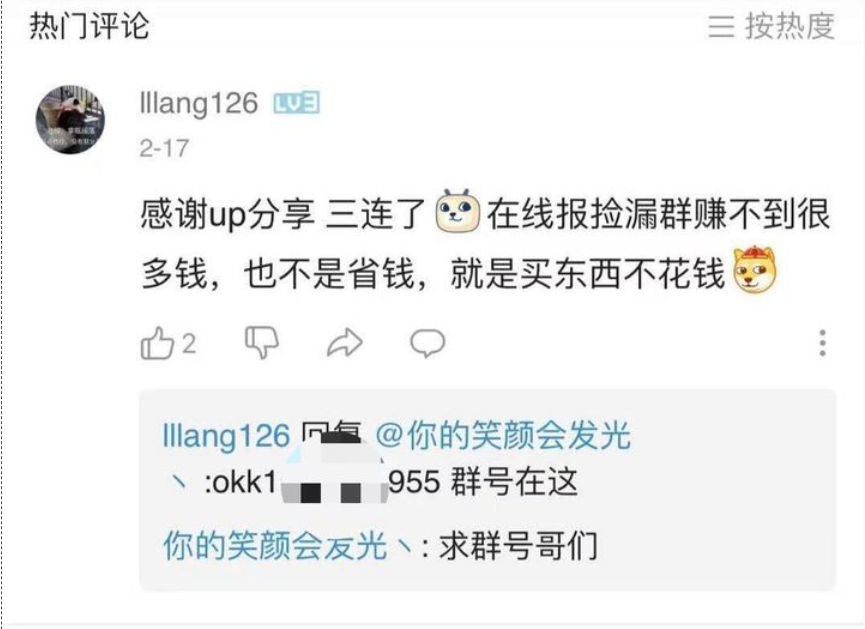 热门评论
按热度
lllang126 LV3
2-17
感谢up分享 三连了 在线报捡漏群赚不到很
多钱，也不是省钱，就是买东西不花钱
2
lllang126 回复 @你的笑颜会发光
丶 :okk1 955 群号在这
你的笑颜会发光丶: 求群号哥们